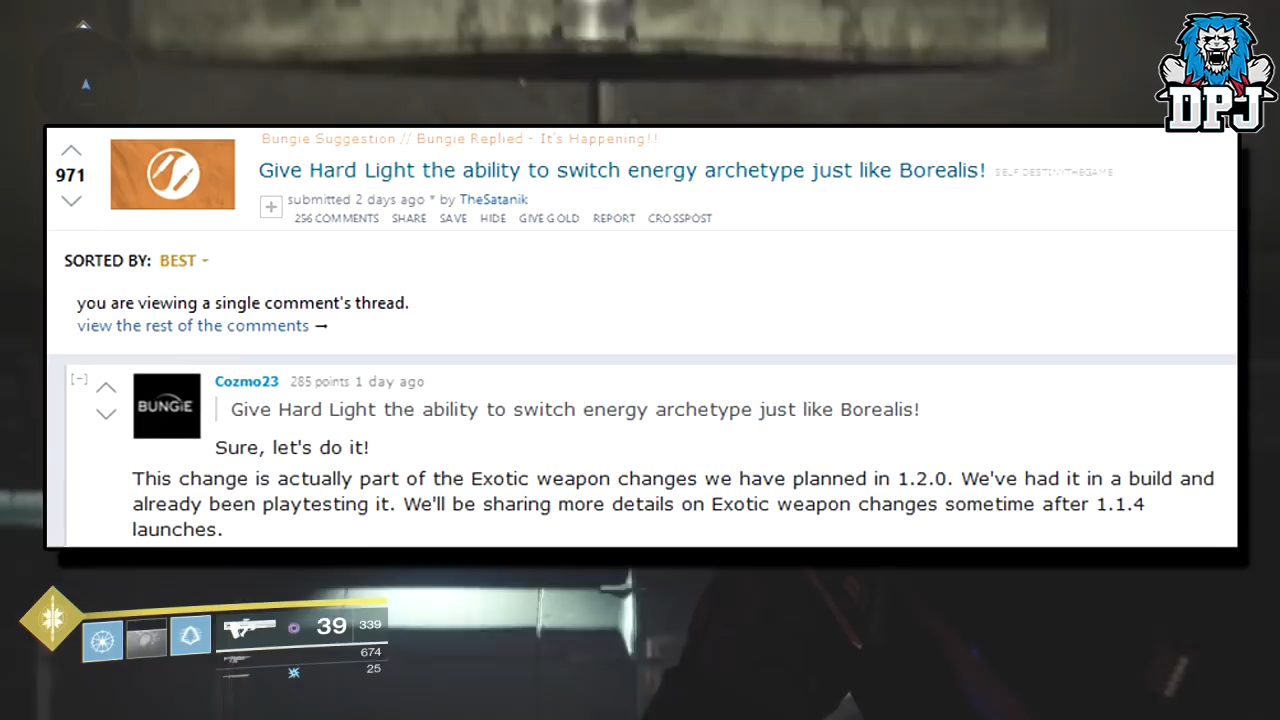 DPJ
Bungie Suggestion // Bungie Replied - It's Happening!!
971
Give Hard Light the ability to switch energy archetype just like Borealis! SELF.DESTINYTHEGAME
submitted 2 days ago * by TheSatanik
256 COMMENTS SHARE SAVE HIDE GIVE GOLD REPORT CROSSPOST
SORTED BY: BEST
you are viewing a single comment's thread.
view the rest of the comments →
[–] Cozmo23 285 points 1 day ago
BUNGiE
Give Hard Light the ability to switch energy archetype just like Borealis!
Sure, let's do it!
This change is actually part of the Exotic weapon changes we have planned in 1.2.0. We've had it in a build and
already been playtesting it. We'll be sharing more details on Exotic weapon changes sometime after 1.1.4
launches.
39 339
674
25